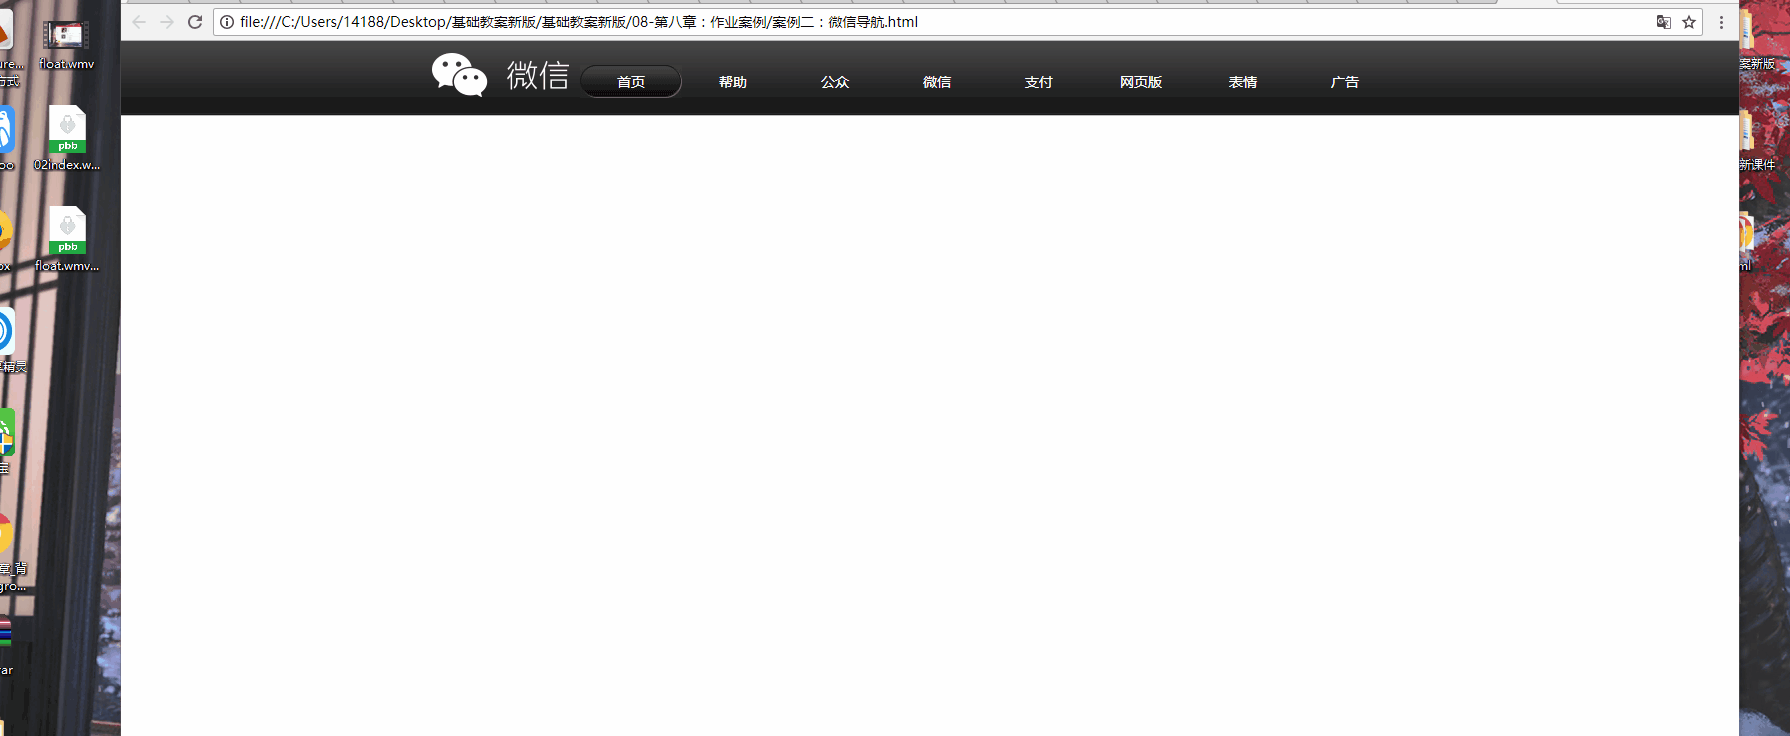 file:///C:/Users/14188/Desktop/基础教案新版/基础教案新版/08-第八章：作业案例/案例二：微信导航.html
微信
首页
帮助
公众
微信
支付
网页版
表情
广告
float.wmv
pbb
02index.w...
pbb
float.wmv...
ure...
方式
oo
ox
精灵
宝
章_背
gro...
ar
案新版
新课件
ml